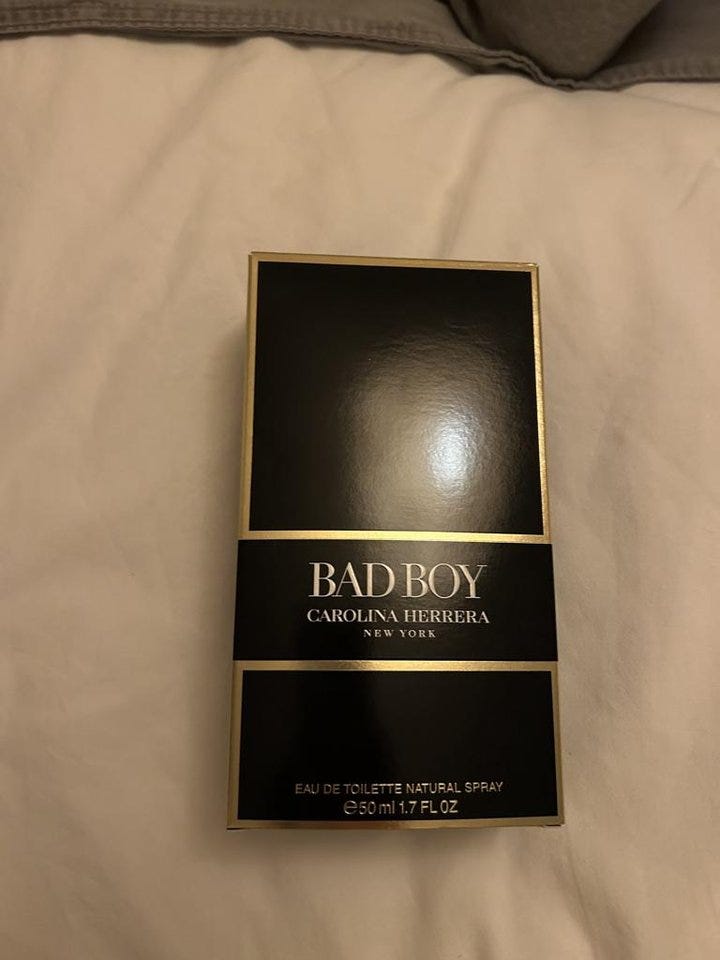 BAD BOY
CAROLINA HERRERA
NEW YORK
EAU DE TOILETTE NATURAL SPRAY
℮50 ml 1.7 FL OZ